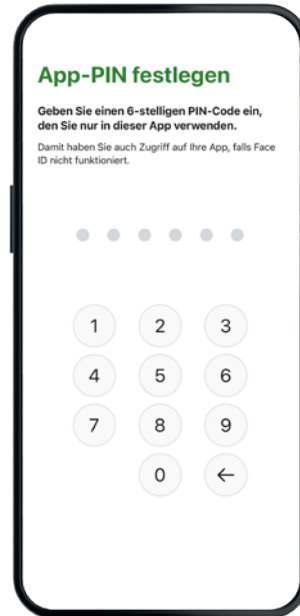 App-PIN festlegen
Geben Sie einen 6-stelligen PIN-Code ein,
den Sie nur in dieser App verwenden.
Damit haben Sie auch Zugriff auf Ihre App, falls Face
ID nicht funktioniert.
1 2 3
4 5 6
7 8 9
0 ←